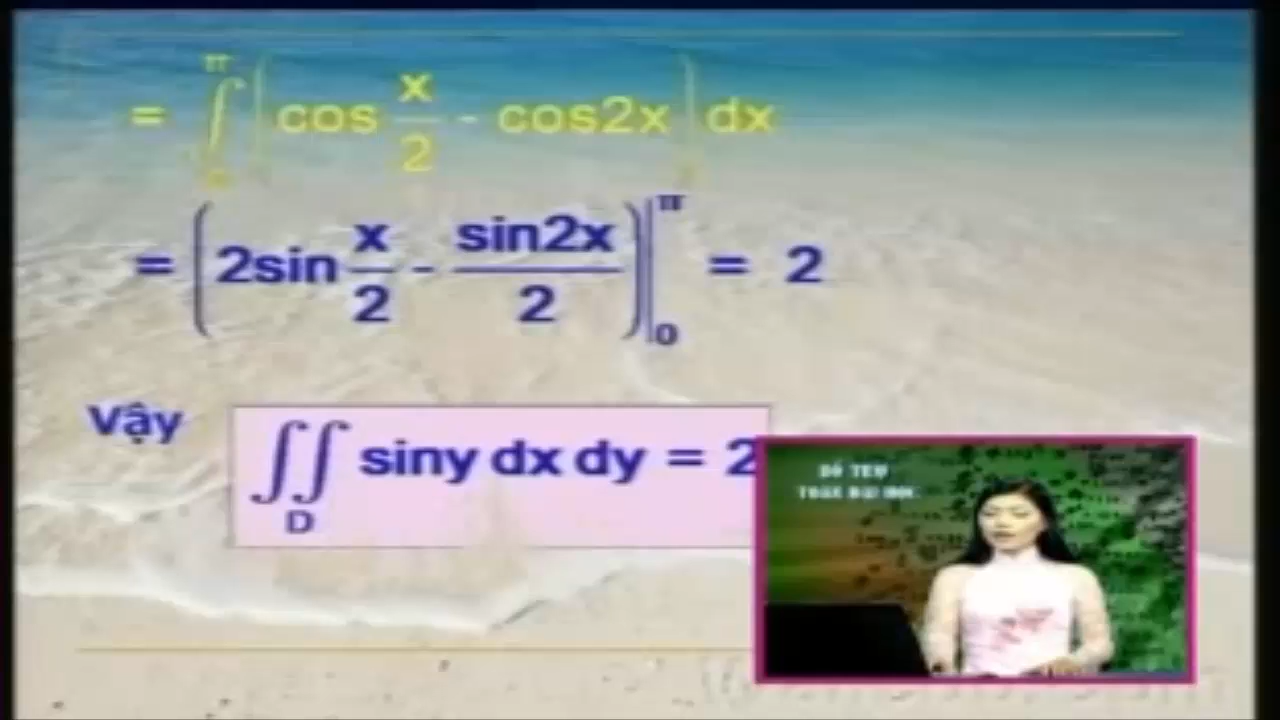 = ∫₀^π ( cos x/2 - cos2x ) dx
= ( 2sin x/2 - sin2x/2 ) |₀^π = 2
Vậy
∬_D siny dx dy = 2